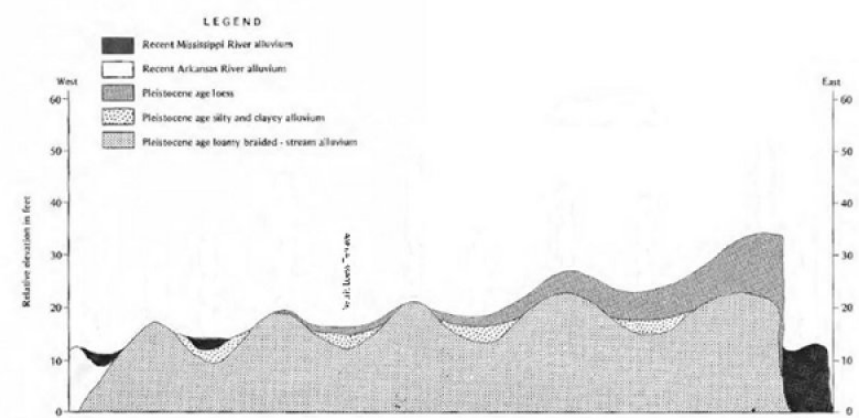 LEGEND
Recent Mississippi River alluvium
Recent Arkansas River alluvium
Pleistocene age loess
Pleistocene age silty and clayey alluvium
Pleistocene age loamy braided - stream alluvium
West
East
60
50
40
30
20
10
0
Relative elevation in feet
60
50
40
30
20
10
0